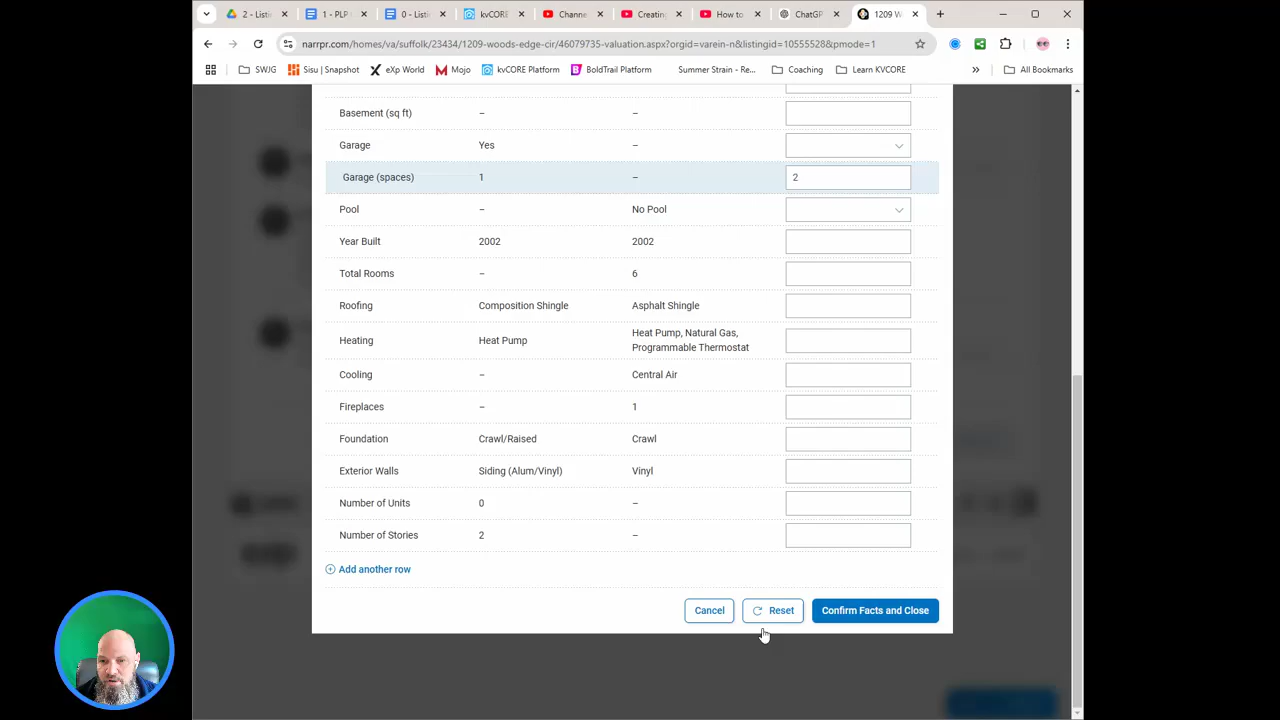 2 - Listin
1 - PLP
0 - Listin
kvCORE
Channe
Creating
How to
ChatGP
1209 W
narrpr.com/homes/va/suffolk/23434/1209-woods-edge-cir/46079735-valuation.aspx?orgid=varein-n&listingid=10555528&pmode=1
SWJG
Sisu | Snapshot
eXp World
Mojo
kvCORE Platform
BoldTrail Platform
Summer Strain - Re...
Coaching
Learn KVCORE
»
All Bookmarks
Basement (sq ft) – –
Garage Yes –
Garage (spaces) 1 – 2
Pool – No Pool
Year Built 2002 2002
Total Rooms – 6
Roofing Composition Shingle Asphalt Shingle
Heating Heat Pump Heat Pump, Natural Gas,
Programmable Thermostat
Cooling – Central Air
Fireplaces – 1
Foundation Crawl/Raised Crawl
Exterior Walls Siding (Alum/Vinyl) Vinyl
Number of Units 0 –
Number of Stories 2 –
Add another row
Cancel
Reset
Confirm Facts and Close